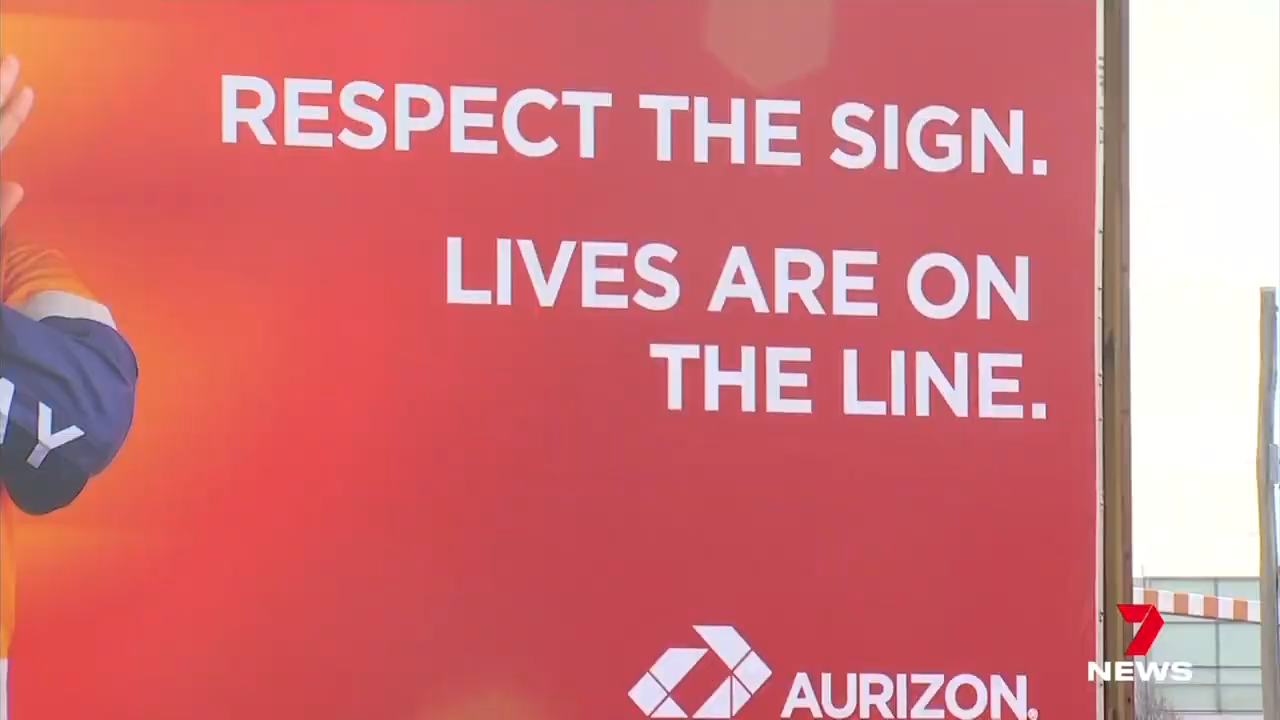 RESPECT THE SIGN.
LIVES ARE ON
THE LINE.
AURIZON.
7
NEWS